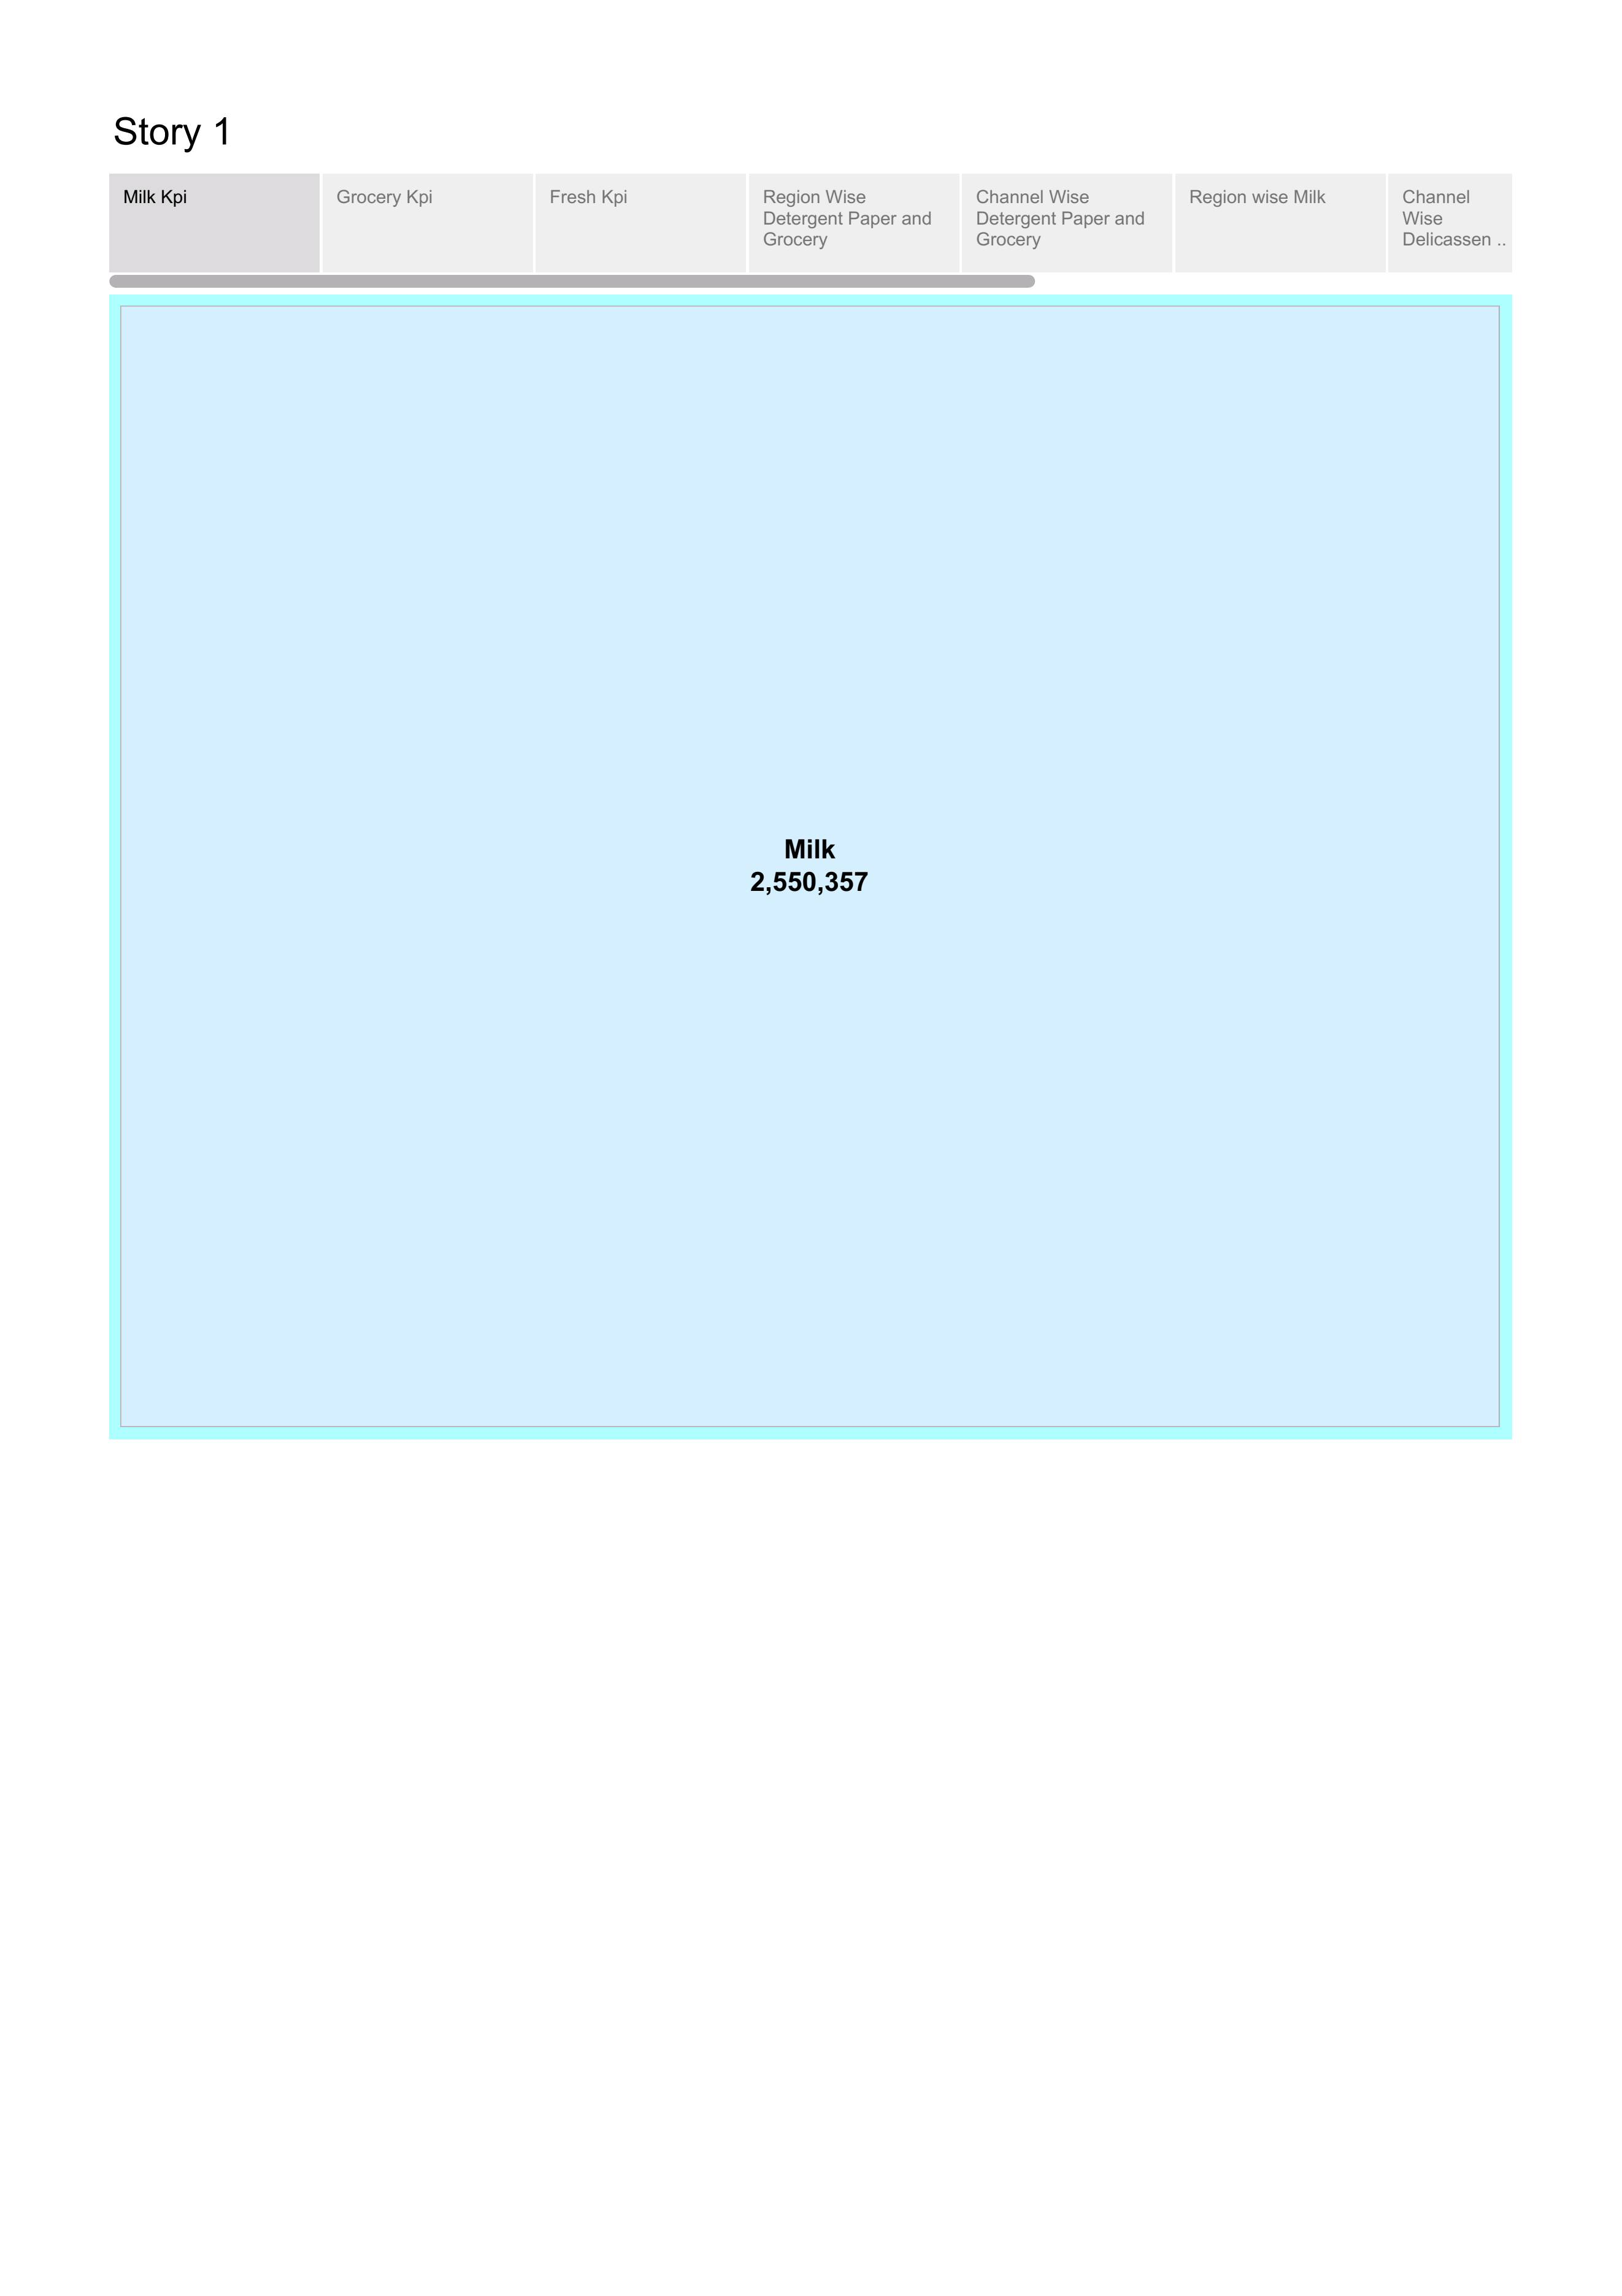 Story 1
Milk Kpi
Grocery Kpi
Fresh Kpi
Region Wise
Detergent Paper and
Grocery
Channel Wise
Detergent Paper and
Grocery
Region wise Milk
Channel
Wise
Delicassen ..
Milk
2,550,357